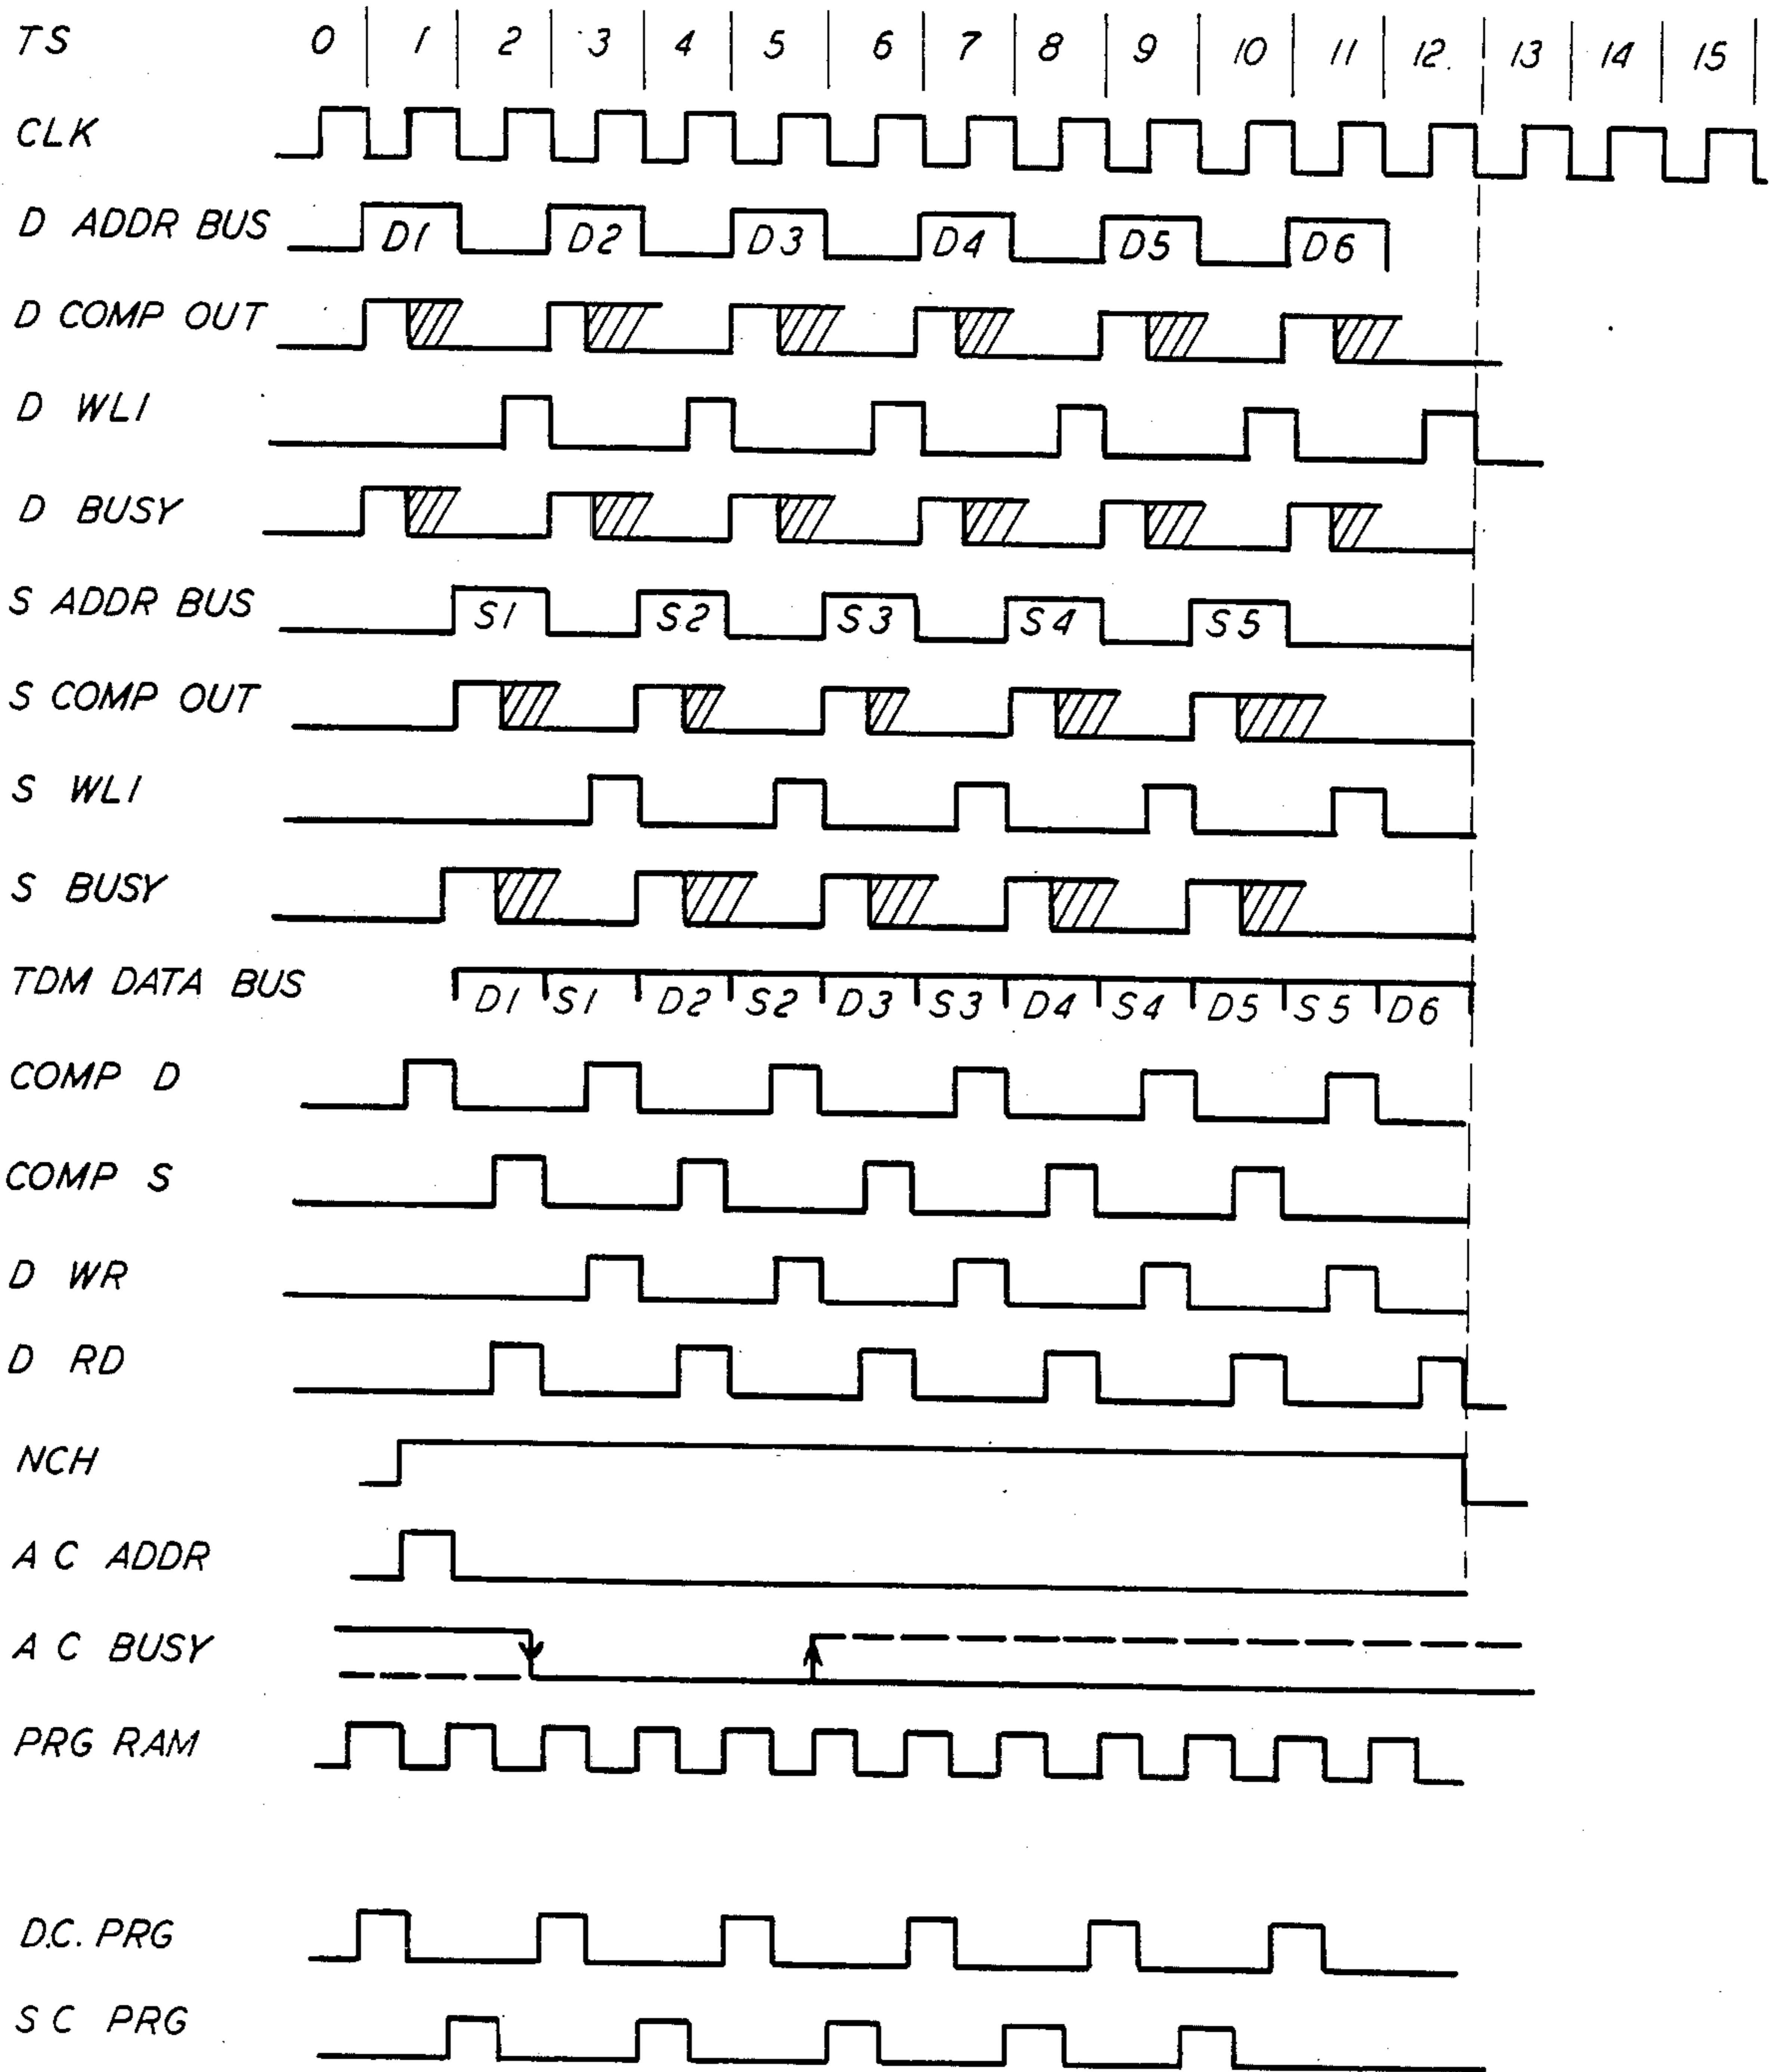 TS 0 1 2 3 4 5 6 7 8 9 10 11 12. 13 14 15
CLK
D ADDR BUS D1 D2 D3 D4 D5 D6
D COMP OUT
D WLI
D BUSY
S ADDR BUS S1 S2 S3 S4 S5
S COMP OUT
S WLI
S BUSY
TDM DATA BUS D1 S1 D2 S2 D3 S3 D4 S4 D5 S5 D6
COMP D
COMP S
D WR
D RD
NCH
A C ADDR
A C BUSY
PRG RAM
D.C. PRG
S C PRG